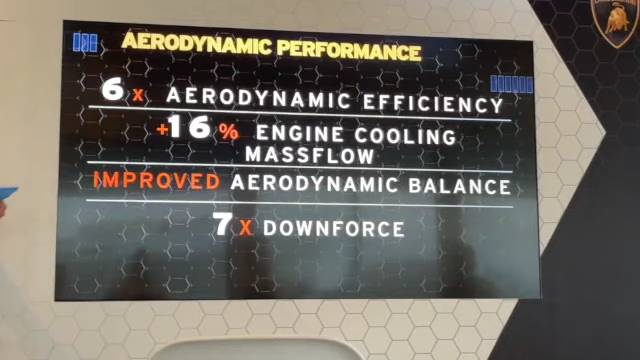 AERODYNAMIC PERFORMANCE
6 x AERODYNAMIC EFFICIENCY
+16 % ENGINE COOLING
MASSFLOW
IMPROVED AERODYNAMIC BALANCE
7 X DOWNFORCE